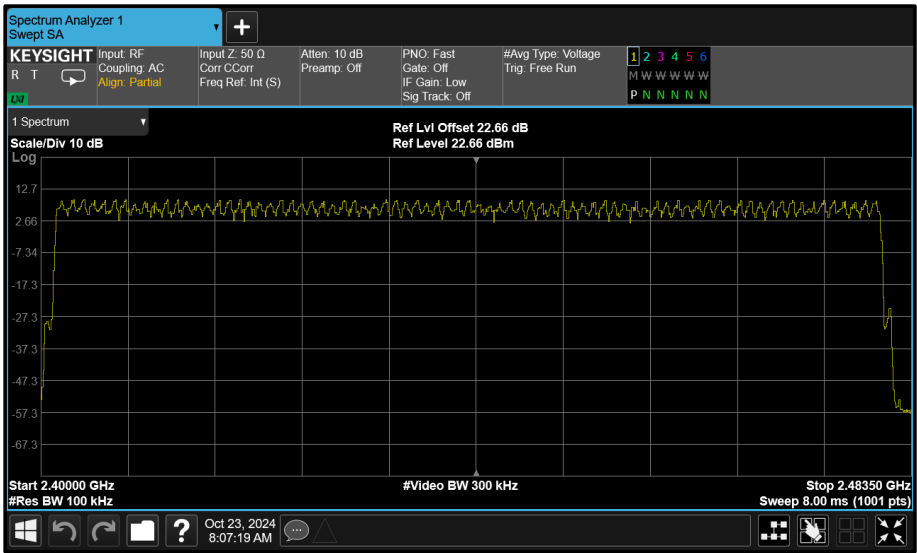 Spectrum Analyzer 1
Swept SA
+
KEYSIGHT
R T
LXI
Input: RF
Coupling: AC
Align: Partial
Input Z: 50 Ω
Corr CCorr
Freq Ref: Int (S)
Atten: 10 dB
Preamp: Off
PNO: Fast
Gate: Off
IF Gain: Low
Sig Track: Off
#Avg Type: Voltage
Trig: Free Run
1 2 3 4 5 6
M W W W W W
P N N N N N
1 Spectrum
Scale/Div 10 dB
Ref Lvl Offset 22.66 dB
Ref Level 22.66 dBm
Log
12.7
2.66
-7.34
-17.3
-27.3
-37.3
-47.3
-57.3
-67.3
Start 2.40000 GHz
#Video BW 300 kHz
Stop 2.48350 GHz
#Res BW 100 kHz
Sweep 8.00 ms (1001 pts)
?
Oct 23, 2024
8:07:19 AM